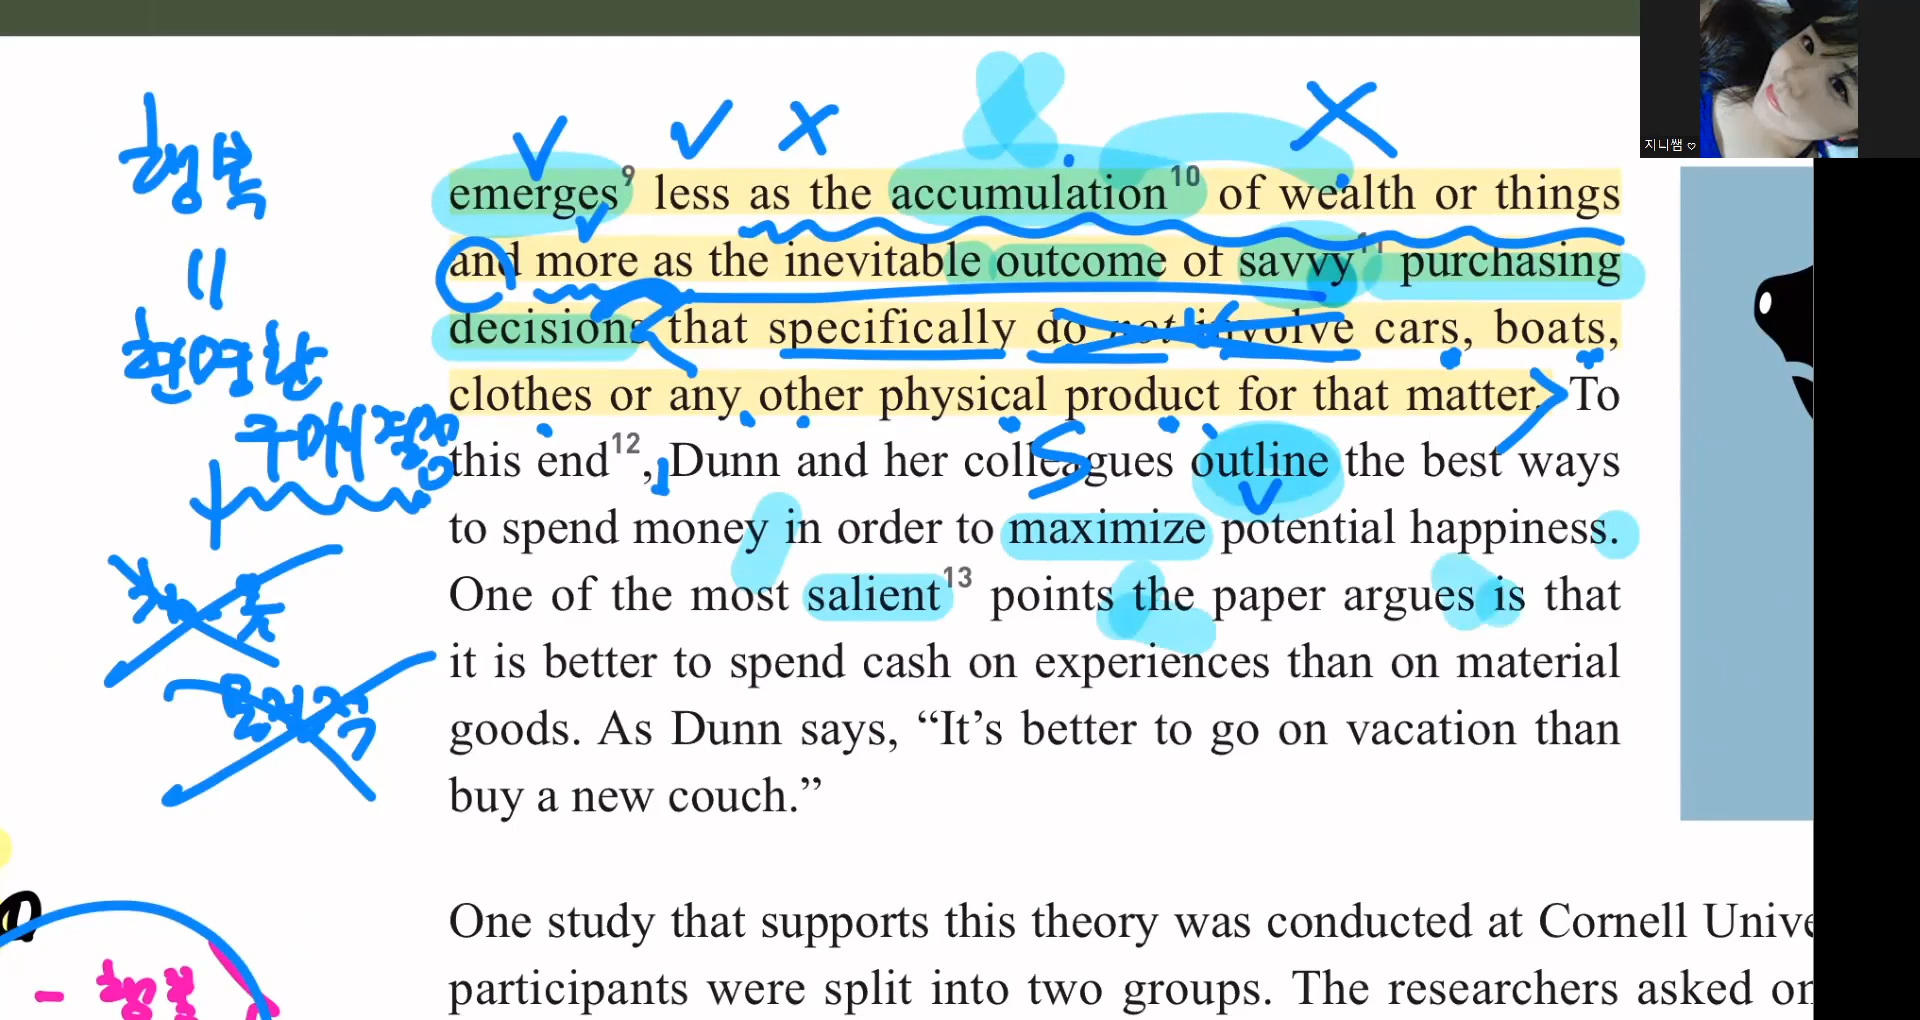 지니쌤 ♡
행복
=
현명한
구매결정
emerges⁹ less as the accumulation¹⁰ of wealth or things
and more as the inevitable outcome of savvy¹¹ purchasing
decisions that specifically do not involve cars, boats,
clothes or any other physical product for that matter. To
this end¹², Dunn and her colleagues outline the best ways
to spend money in order to maximize potential happiness.
One of the most salient¹³ points the paper argues is that
it is better to spend cash on experiences than on material
goods. As Dunn says, “It’s better to go on vacation than
buy a new couch.”
One study that supports this theory was conducted at Cornell Unive
participants were split into two groups. The researchers asked on
- 행복